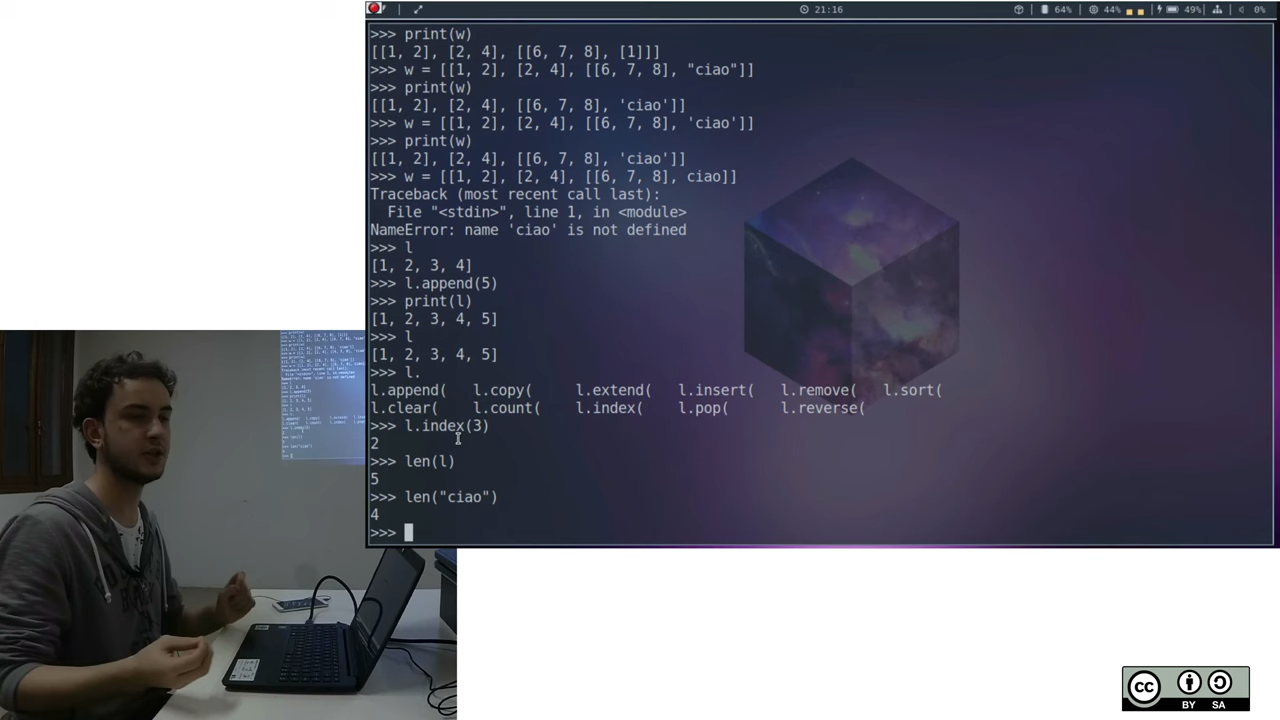 21:16
64%
44%
49%
0%
>>> print(w)
[[1, 2], [2, 4], [[6, 7, 8], [1]]]
>>> w = [[1, 2], [2, 4], [[6, 7, 8], "ciao"]]
>>> print(w)
[[1, 2], [2, 4], [[6, 7, 8], 'ciao']]
>>> w = [[1, 2], [2, 4], [[6, 7, 8], 'ciao']]
>>> print(w)
[[1, 2], [2, 4], [[6, 7, 8], 'ciao']]
>>> w = [[1, 2], [2, 4], [[6, 7, 8], ciao]]
Traceback (most recent call last):
  File "<stdin>", line 1, in <module>
NameError: name 'ciao' is not defined
>>> l
[1, 2, 3, 4]
>>> l.append(5)
>>> print(l)
[1, 2, 3, 4, 5]
>>> l
[1, 2, 3, 4, 5]
>>> l.
l.append(   l.copy(     l.extend(   l.insert(   l.remove(   l.sort(
l.clear(    l.count(    l.index(    l.pop(      l.reverse(
>>> l.index(3)
2
>>> len(l)
5
>>> len("ciao")
4
>>>
cc
BY SA